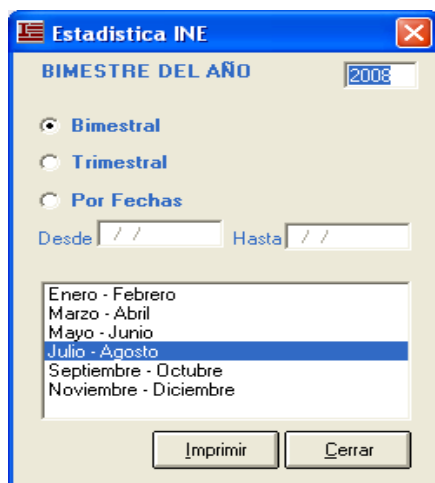 Estadistica INE
BIMESTRE DEL AÑO 2008
Bimestral
Trimestral
Por Fechas
Desde / / Hasta / /
Enero - Febrero
Marzo - Abril
Mayo - Junio
Julio - Agosto
Septiembre - Octubre
Noviembre - Diciembre
Imprimir Cerrar